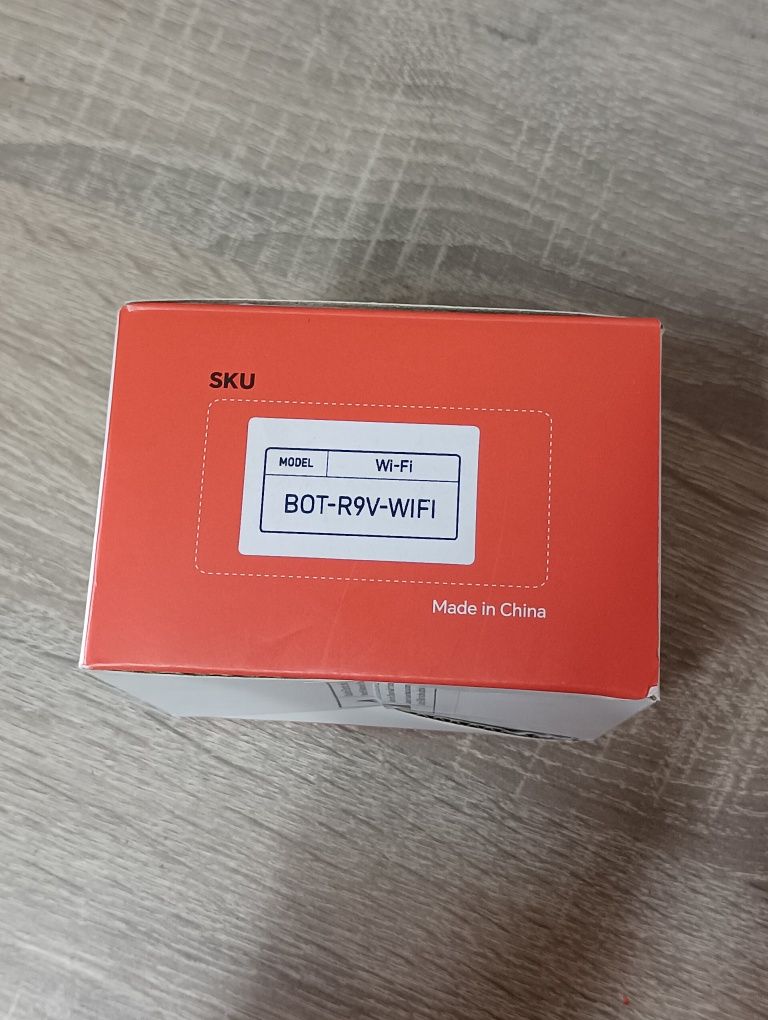 SKU
MODEL Wi-Fi
BOT-R9V-WIFI
Made in China